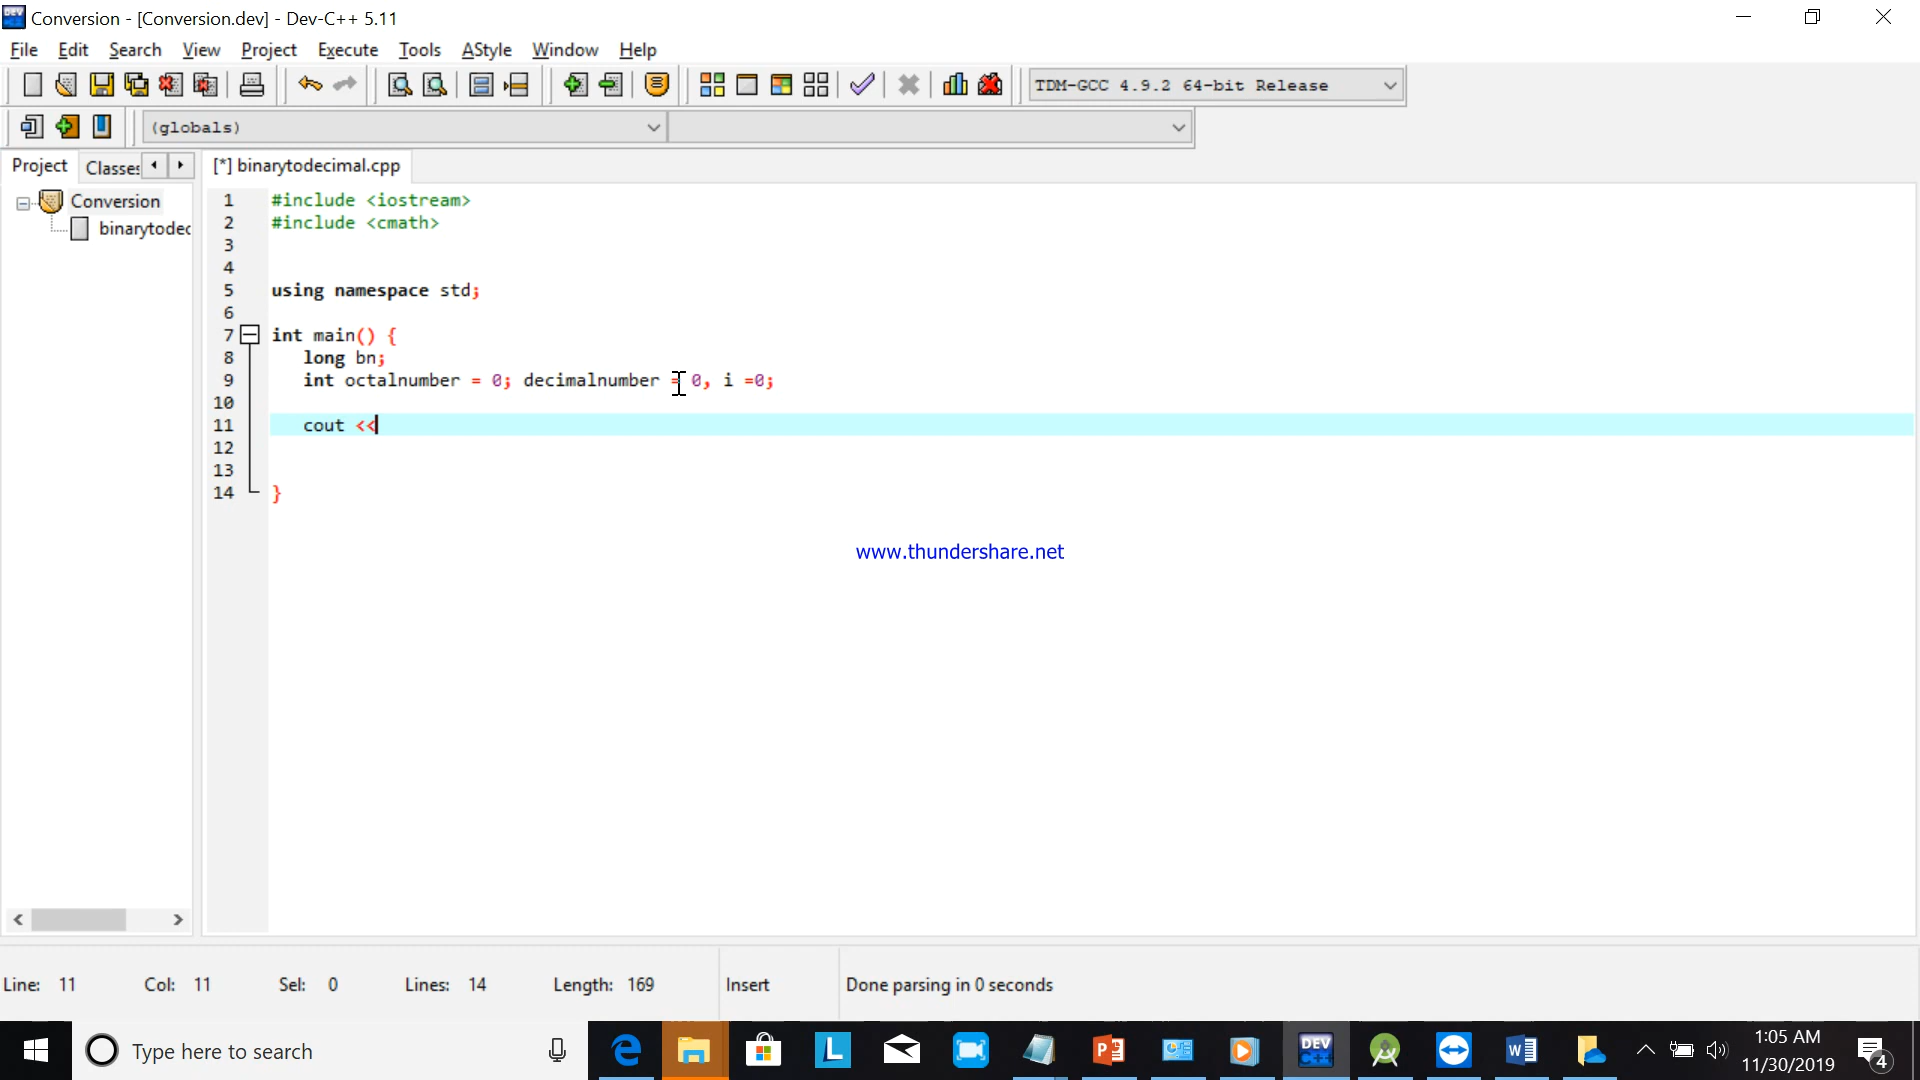 Conversion - [Conversion.dev] - Dev-C++ 5.11
File Edit Search View Project Execute Tools AStyle Window Help
TDM-GCC 4.9.2 64-bit Release
(globals)
Project Classes [*] binarytodecimal.cpp
Conversion
binarytodec
1 #include <iostream>
2 #include <cmath>
3
4
5 using namespace std;
6
7 int main() {
8 long bn;
9 int octalnumber = 0; decimalnumber = 0, i =0;
10
11 cout <<
12
13
14 }
www.thundershare.net
Line: 11 Col: 11 Sel: 0 Lines: 14 Length: 169 Insert Done parsing in 0 seconds
Type here to search
DEV C++
1:05 AM
11/30/2019
4